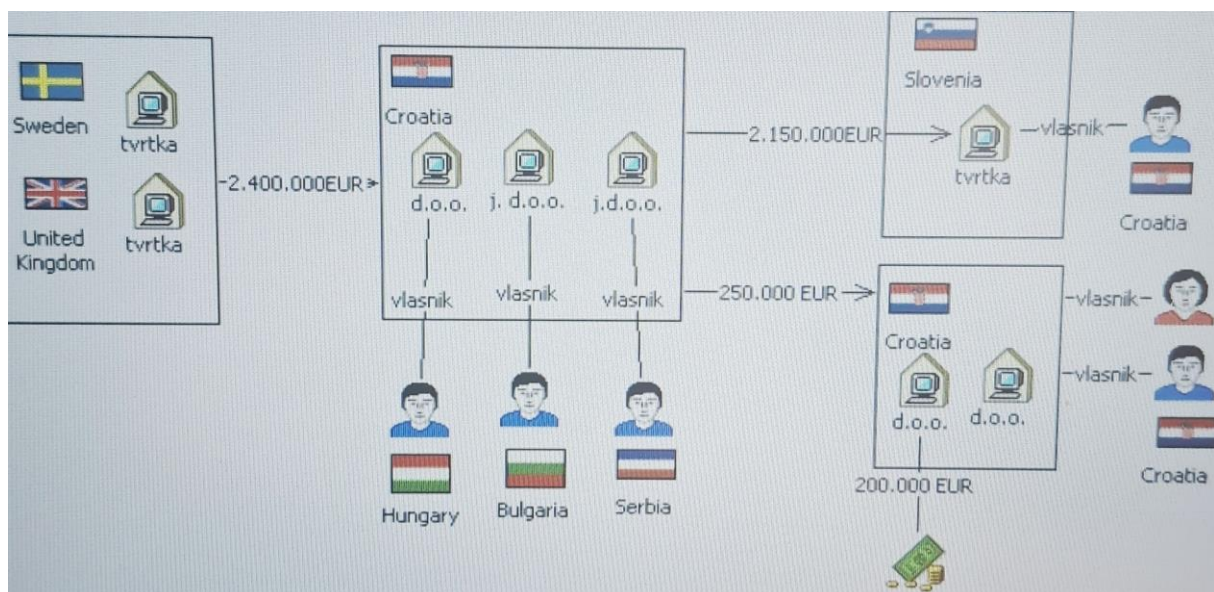 Sweden
tvrtka
United
Kingdom
tvrtka
2.400.000EUR
Croatia
d.o.o.
j. d.o.o.
j.d.o.o.
vlasnik
vlasnik
vlasnik
Hungary
Bulgaria
Serbia
2.150.000EUR
Slovenia
tvrtka
vlasnik
Croatia
250.000 EUR
Croatia
d.o.o.
d.o.o.
vlasnik
vlasnik
Croatia
200.000 EUR